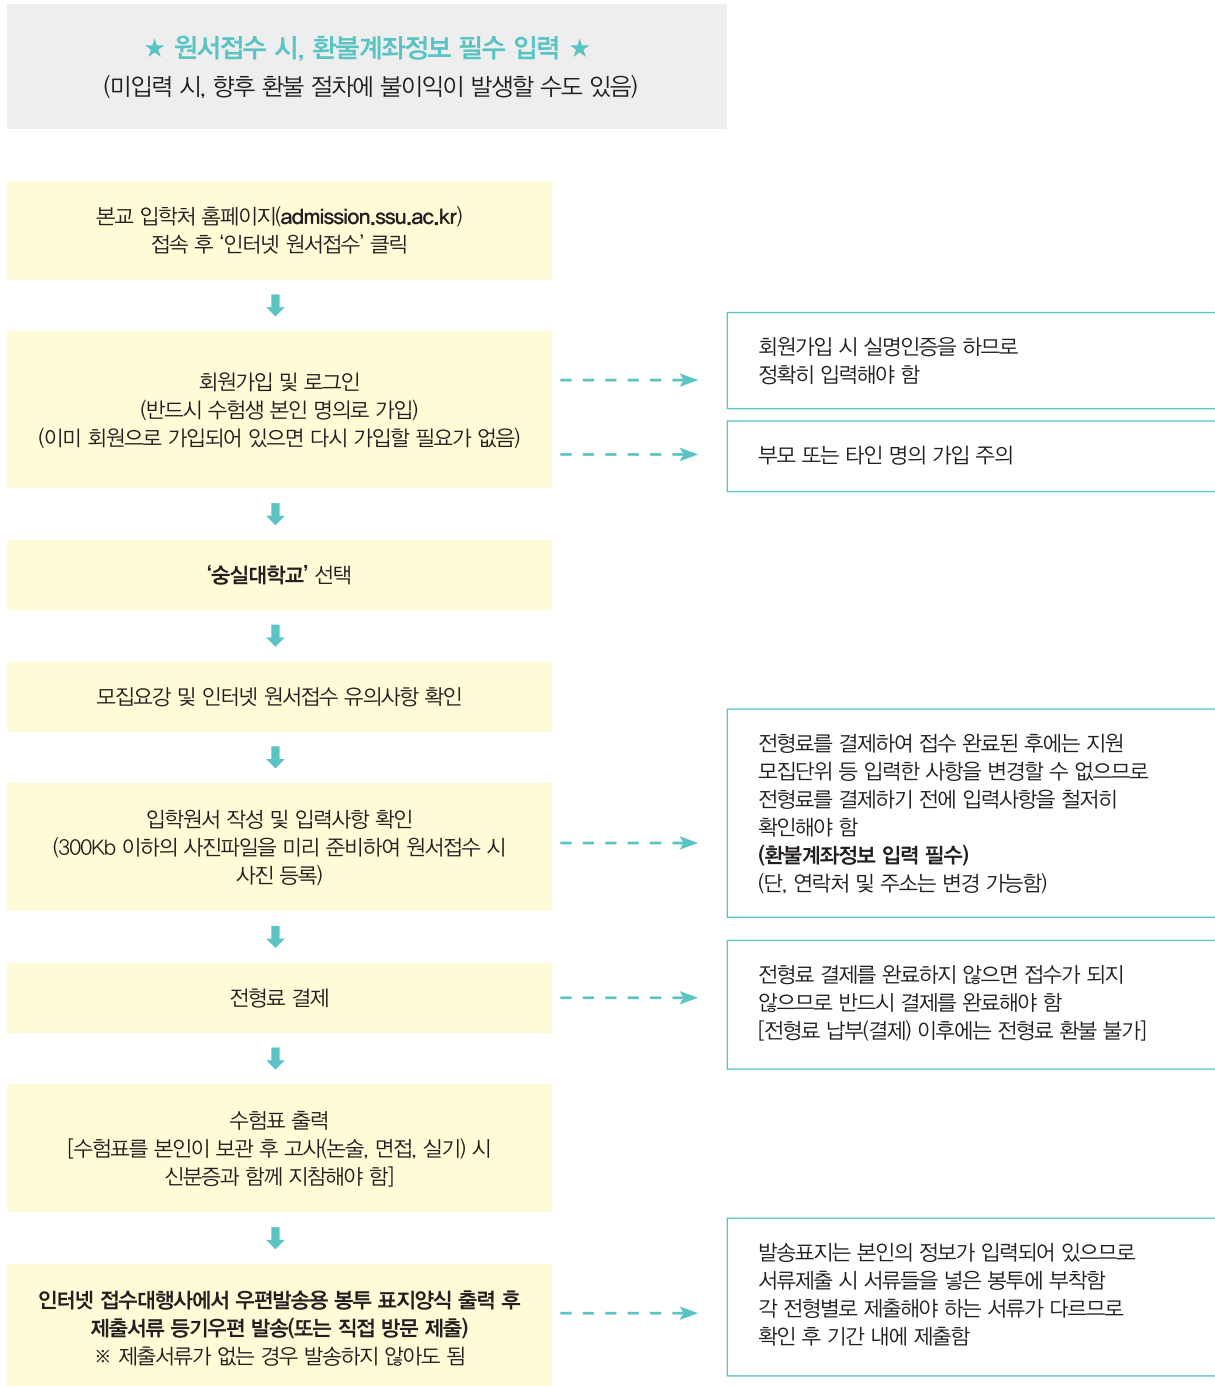 ★ 원서접수 시, 환불계좌정보 필수 입력 ★
(미입력 시, 향후 환불 절차에 불이익이 발생할 수도 있음)
본교 입학처 홈페이지(admission.ssu.ac.kr)
접속 후 ‘인터넷 원서접수’ 클릭
회원가입 및 로그인
(반드시 수험생 본인 명의로 가입)
(이미 회원으로 가입되어 있으면 다시 가입할 필요가 없음)
회원가입 시 실명인증을 하므로
정확히 입력해야 함
부모 또는 타인 명의 가입 주의
‘숭실대학교’ 선택
모집요강 및 인터넷 원서접수 유의사항 확인
입학원서 작성 및 입력사항 확인
(300Kb 이하의 사진파일을 미리 준비하여 원서접수 시
사진 등록)
전형료를 결제하여 접수 완료된 후에는 지원
모집단위 등 입력한 사항을 변경할 수 없으므로
전형료를 결제하기 전에 입력사항을 철저히
확인해야 함
(환불계좌정보 입력 필수)
(단, 연락처 및 주소는 변경 가능함)
전형료 결제
전형료 결제를 완료하지 않으면 접수가 되지
않으므로 반드시 결제를 완료해야 함
[전형료 납부(결제) 이후에는 전형료 환불 불가]
수험표 출력
[수험표를 본인이 보관 후 고사(논술, 면접, 실기) 시
신분증과 함께 지참해야 함]
인터넷 접수대행사에서 우편발송용 봉투 표지양식 출력 후
제출서류 등기우편 발송(또는 직접 방문 제출)
※ 제출서류가 없는 경우 발송하지 않아도 됨
발송표지는 본인의 정보가 입력되어 있으므로
서류제출 시 서류들을 넣은 봉투에 부착함
각 전형별로 제출해야 하는 서류가 다르므로
확인 후 기간 내에 제출함